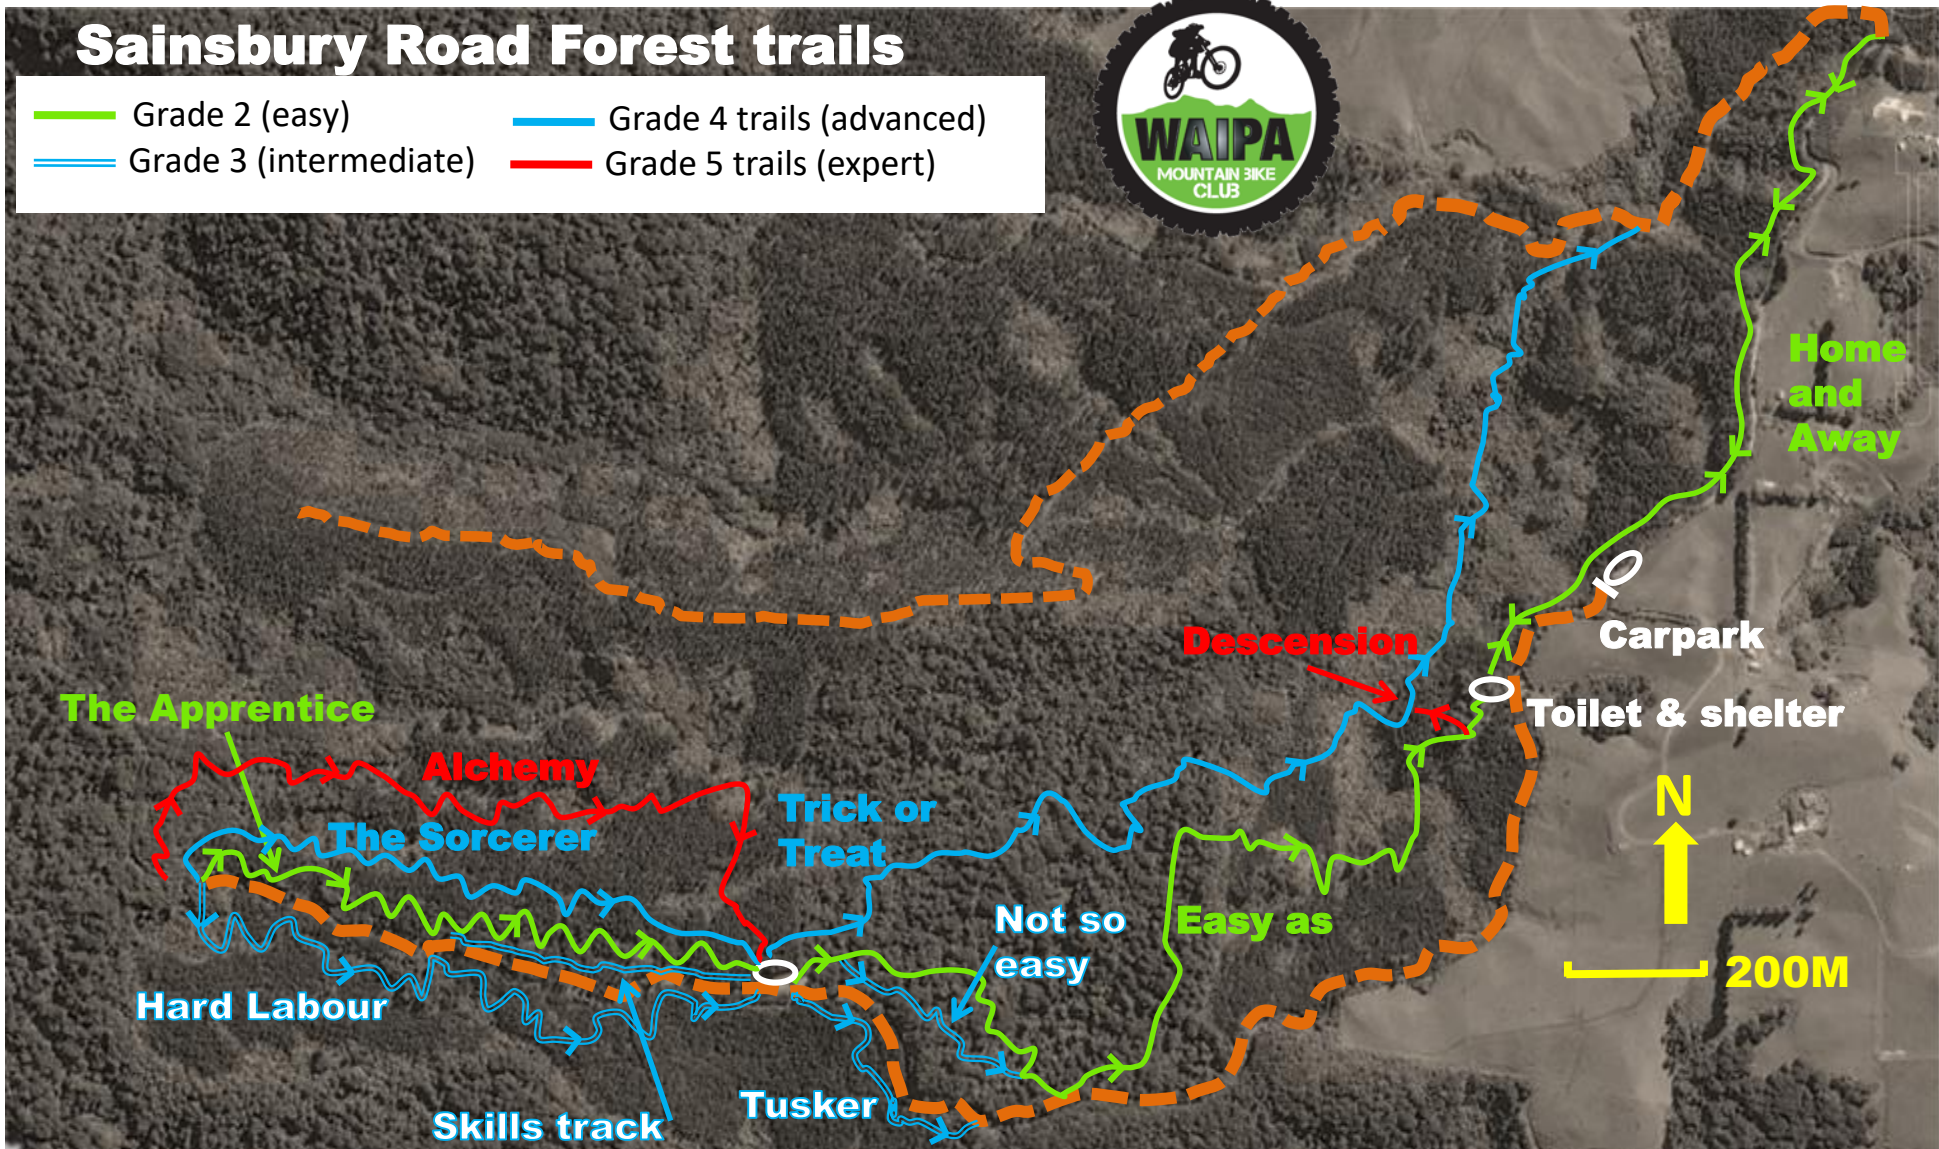 Sainsbury Road Forest trails
Grade 2 (easy)
Grade 3 (intermediate)
Grade 4 trails (advanced)
Grade 5 trails (expert)
WAIPA
MOUNTAIN BIKE
CLUB
Home
and
Away
Carpark
Descension
Toilet & shelter
The Apprentice
Alchemy
The Sorcerer
Trick or
Treat
N
Not so
easy
Easy as
200M
Hard Labour
Tusker
Skills track